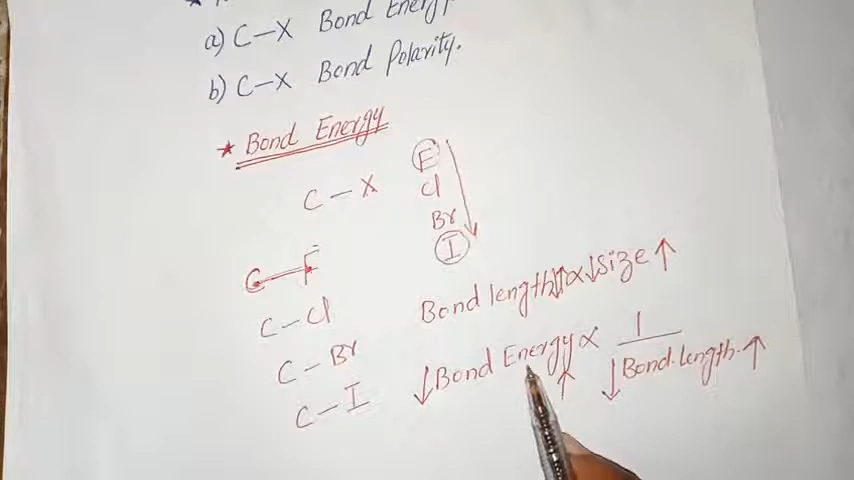 a) C-X Bond Energy
b) C-X Bond Polarity.
★ Bond Energy
C - X
F
Cl
Br
I
C - F
C - Cl
C - Br
C - I
Bond length ↑ ∝ ↓ Size ↑
↓ Bond Energy ↑ ∝ 1 / ↓ Bond length. ↑